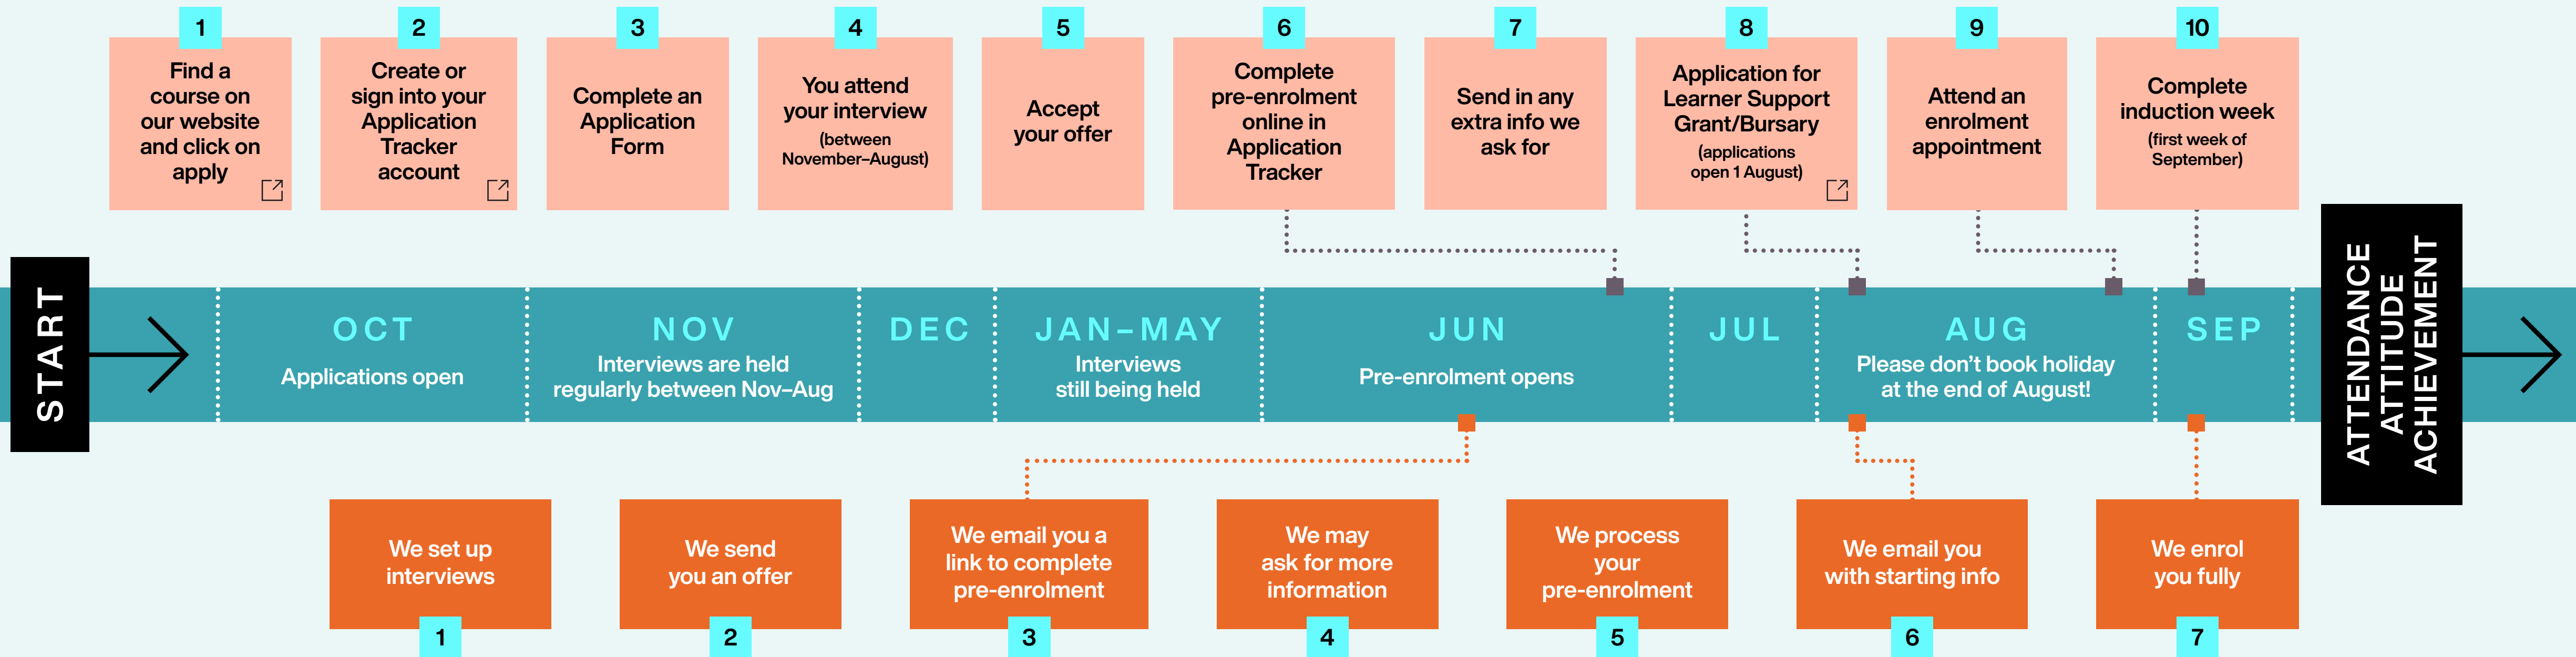 1
Find a
course on
our website
and click on
apply
2
Create or
sign into your
Application
Tracker
account
3
Complete an
Application
Form
4
You attend
your interview
(between
November–August)
5
Accept
your offer
6
Complete
pre-enrolment
online in
Application
Tracker
7
Send in any
extra info we
ask for
8
Application for
Learner Support
Grant/Bursary
(applications
open 1 August)
9
Attend an
enrolment
appointment
10
Complete
induction week
(first week of
September)
START
OCT
Applications open
NOV
Interviews are held
regularly between Nov–Aug
DEC
JAN–MAY
Interviews
still being held
JUN
Pre-enrolment opens
JUL
AUG
Please don’t book holiday
at the end of August!
SEP
ATTENDANCE
ATTITUDE
ACHIEVEMENT
We set up
interviews
1
We send
you an offer
2
We email you a
link to complete
pre-enrolment
3
We may
ask for more
information
4
We process
your
pre-enrolment
5
We email you
with starting info
6
We enrol
you fully
7